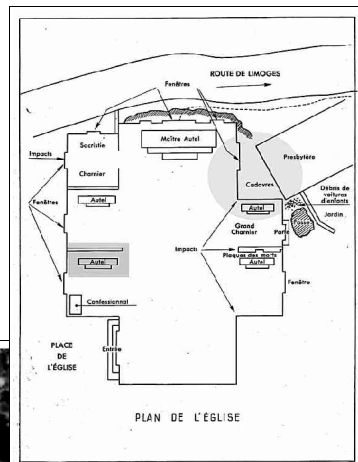 ROUTE DE LIMOGES
Fenêtres
Impacts
Sacristie
Maître Autel
Presbytère
Charnier
Cadavres
Débris de
voitures
d'enfants
Fenêtres
Autel
Autel
Jardin
Grand
Charnier
Porte
Fosse
Impacts
Plaques des morts
Autel
Autel
Fenêtre
Confessionnal
PLACE
DE
L'ÉGLISE
Entrée
PLAN DE L'ÉGLISE